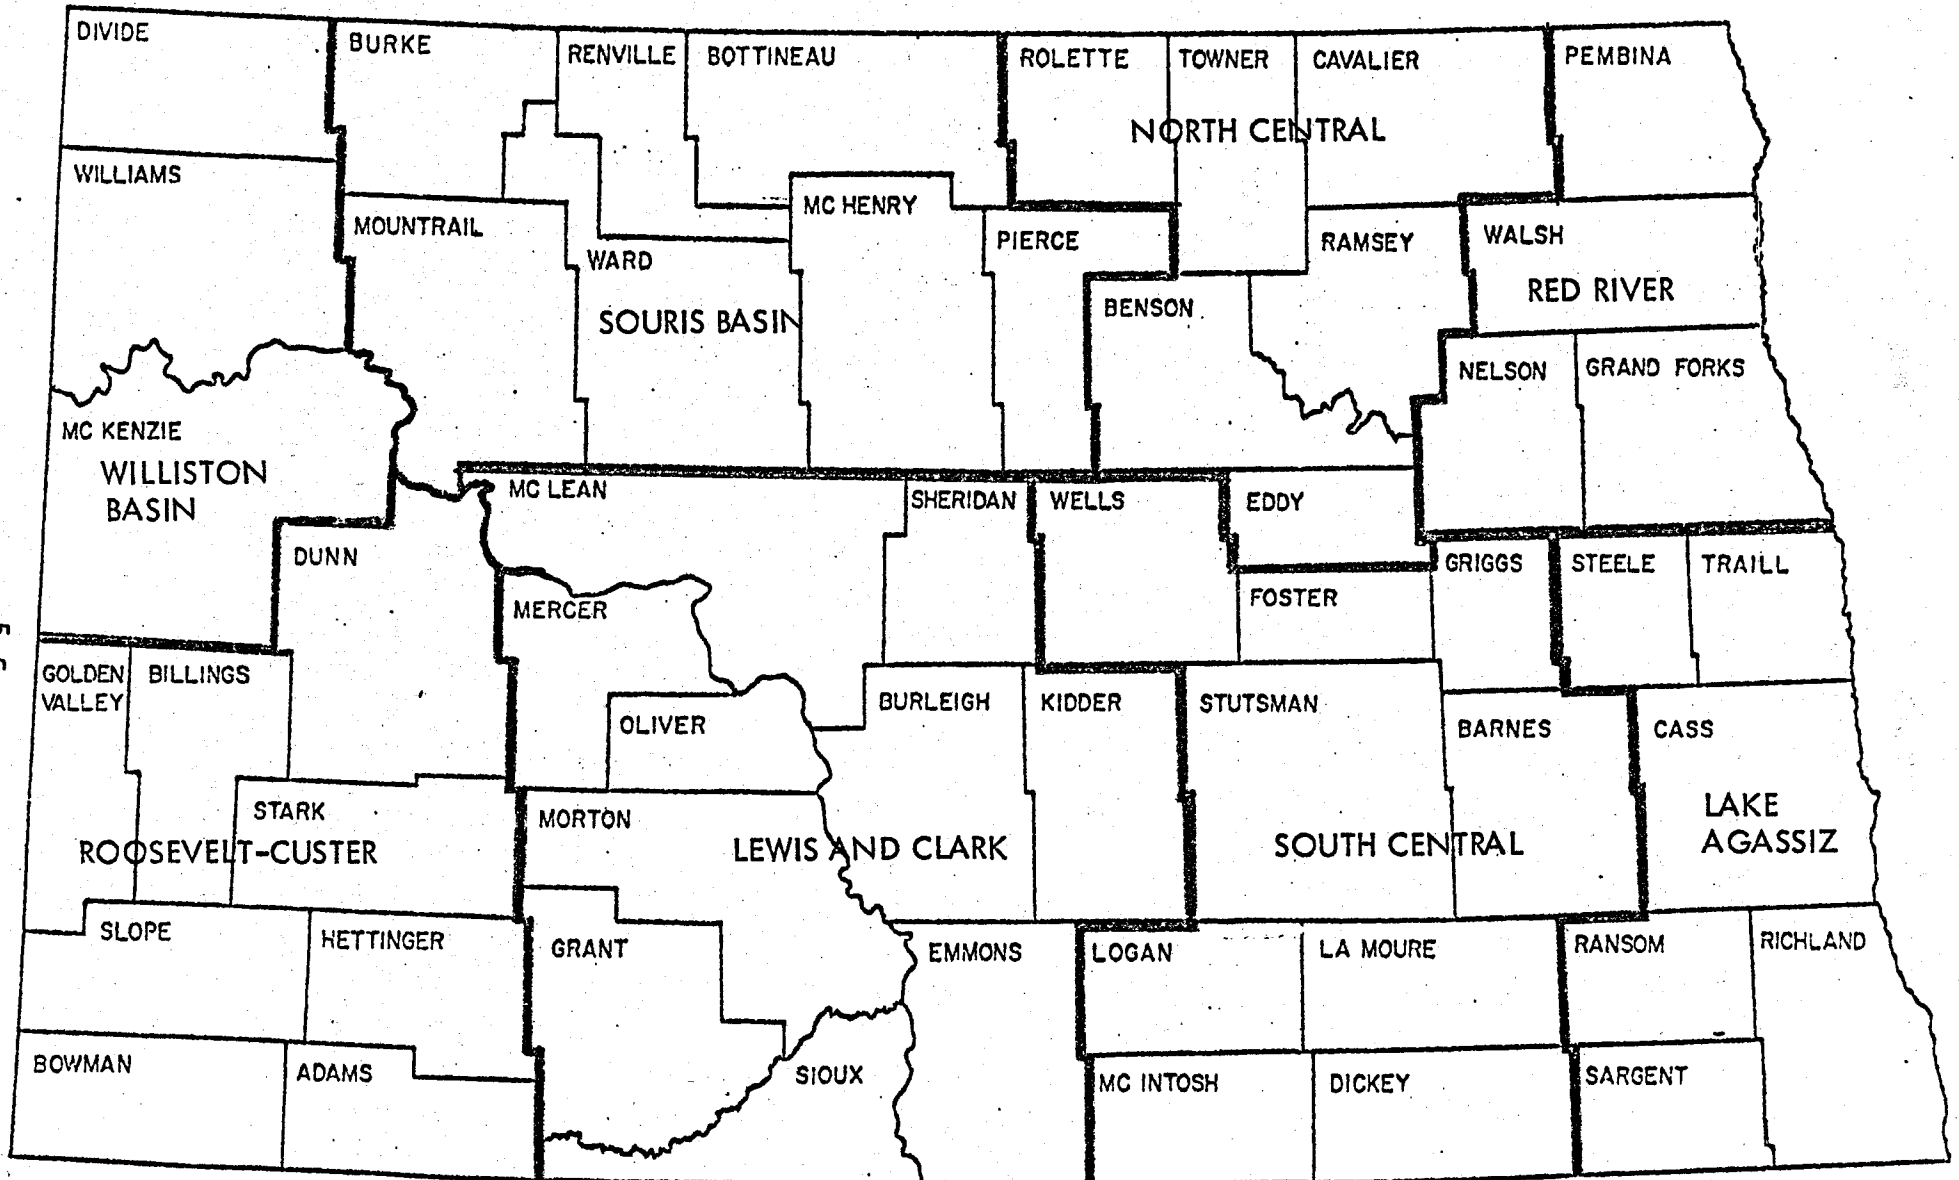 DIVIDE
BURKE
RENVILLE
BOTTINEAU
ROLETTE
TOWNER
CAVALIER
PEMBINA
NORTH CENTRAL
WILLIAMS
MOUNTRAIL
WARD
MC HENRY
PIERCE
RAMSEY
WALSH
SOURIS BASIN
BENSON
RED RIVER
NELSON
GRAND FORKS
MC KENZIE
WILLISTON
BASIN
MC LEAN
SHERIDAN
WELLS
EDDY
DUNN
MERCER
FOSTER
GRIGGS
STEELE
TRAILL
GOLDEN
VALLEY
BILLINGS
OLIVER
BURLEIGH
KIDDER
STUTSMAN
BARNES
CASS
STARK
MORTON
ROOSEVELT-CUSTER
LEWIS AND CLARK
SOUTH CENTRAL
LAKE
AGASSIZ
SLOPE
HETTINGER
GRANT
EMMONS
LOGAN
LA MOURE
RANSOM
RICHLAND
BOWMAN
ADAMS
SIOUX
MC INTOSH
DICKEY
SARGENT